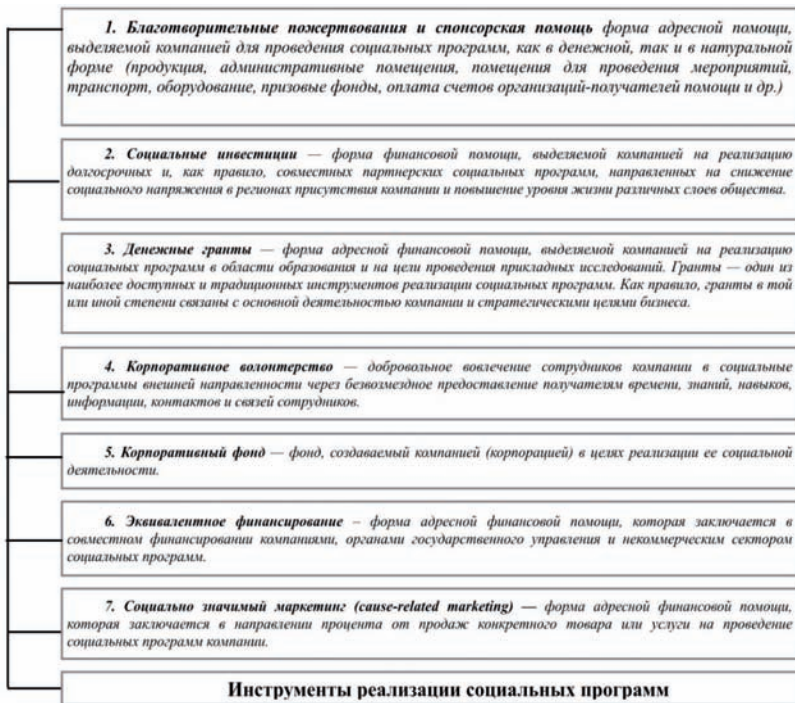 1. Благотворительные пожертвования и спонсорская помощь форма адресной помощи,
выделяемой компанией для проведения социальных программ, как в денежной, так и в натуральной
форме (продукция, административные помещения, помещения для проведения мероприятий,
транспорт, оборудование, призовые фонды, оплата счетов организаций-получателей помощи и др.)
2. Социальные инвестиции — форма финансовой помощи, выделяемой компанией на реализацию
долгосрочных и, как правило, совместных партнерских социальных программ, направленных на снижение
социального напряжения в регионах присутствия компании и повышение уровня жизни различных слоев общества.
3. Денежные гранты — форма адресной финансовой помощи, выделяемой компанией на реализацию
социальных программ в области образования и на цели проведения прикладных исследований. Гранты — один из
наиболее доступных и традиционных инструментов реализации социальных программ. Как правило, гранты в той
или иной степени связаны с основной деятельностью компании и стратегическими целями бизнеса.
4. Корпоративное волонтерство — добровольное вовлечение сотрудников компании в социальные
программы внешней направленности через безвозмездное предоставление получателям времени, знаний, навыков,
информации, контактов и связей сотрудников.
5. Корпоративный фонд — фонд, создаваемый компанией (корпорацией) в целях реализации ее социальной
деятельности.
6. Эквивалентное финансирование – форма адресной финансовой помощи, которая заключается в
совместном финансировании компаниями, органами государственного управления и некоммерческим сектором
социальных программ.
7. Социально значимый маркетинг (cause-related marketing) — форма адресной финансовой помощи,
которая заключается в направлении процента от продаж конкретного товара или услуги на проведение
социальных программ компании.
Инструменты реализации социальных программ